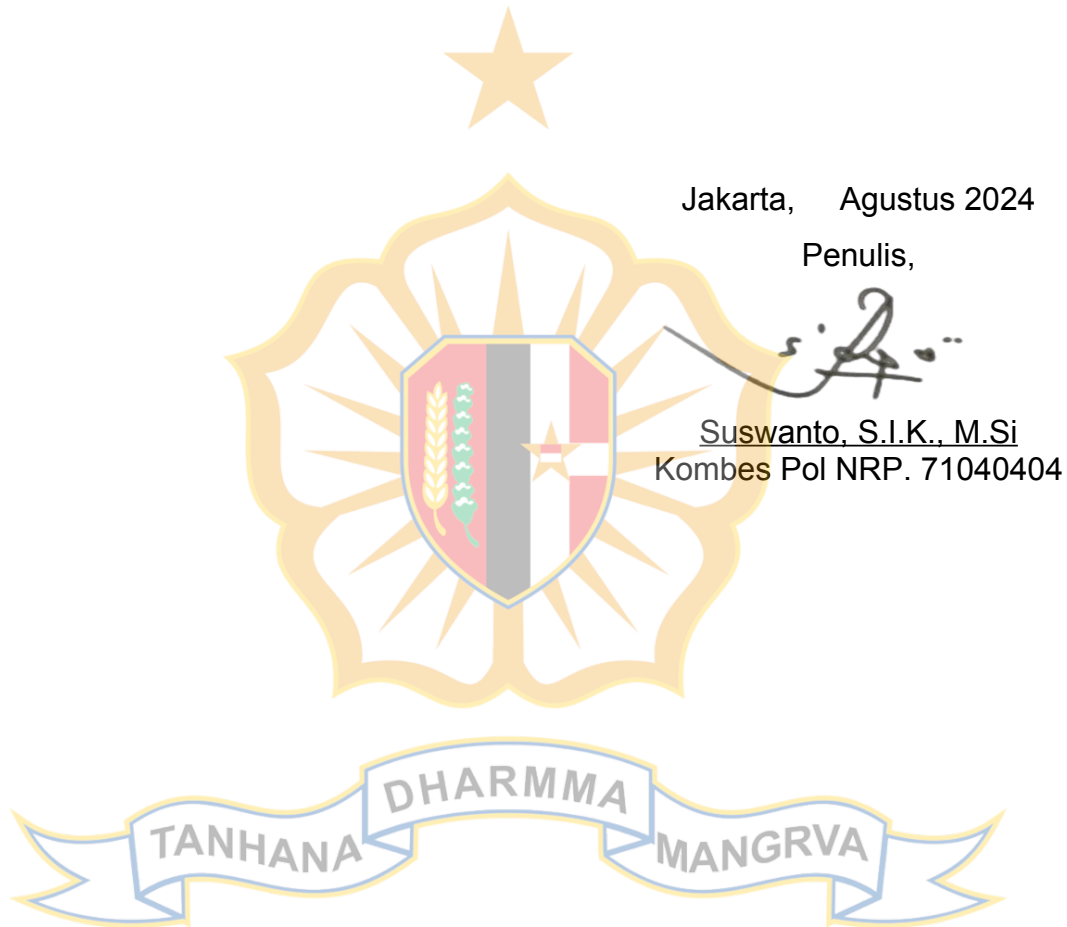 Jakarta, Agustus 2024
Penulis,
Suswanto, S.I.K., M.Si
Kombes Pol NRP. 71040404
TANHANA DHARMMA MANGRVA